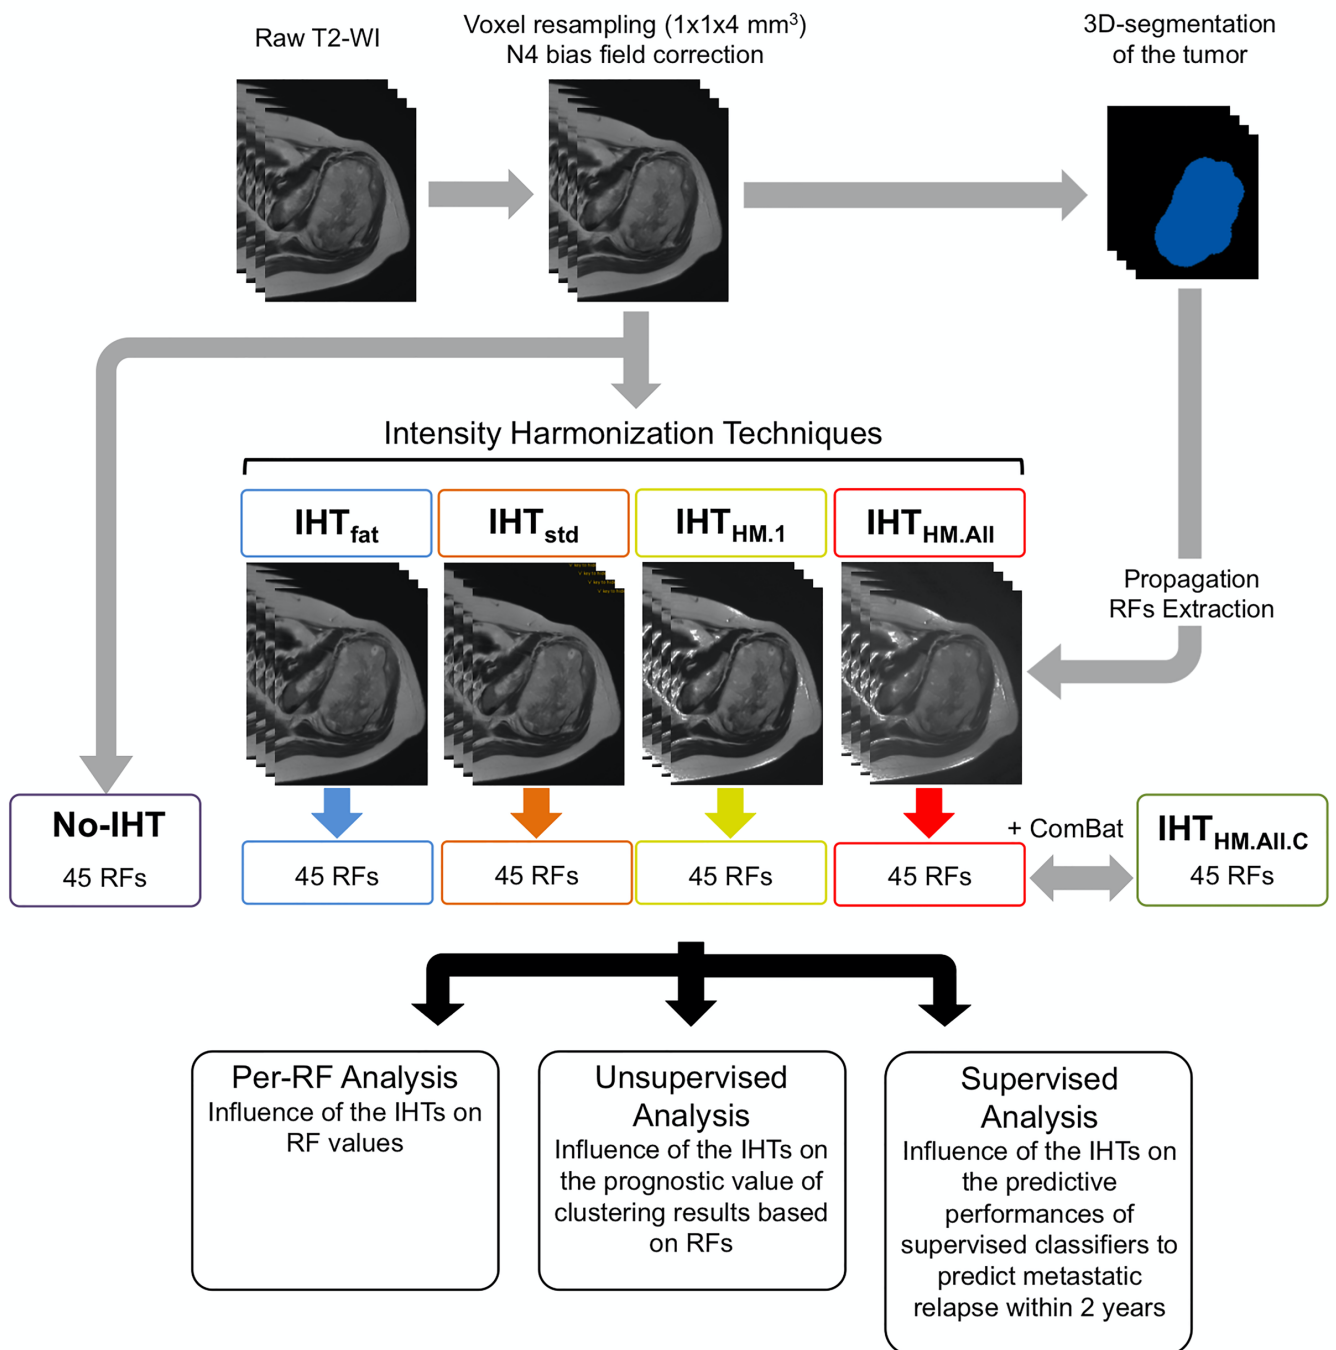 Raw T2-WI
Voxel resampling (1x1x4 mm³)
N4 bias field correction
3D-segmentation
of the tumor
Intensity Harmonization Techniques
IHTfat
IHTstd
IHTHM.1
IHTHM.All
Propagation
RFs Extraction
No-IHT
45 RFs
45 RFs
45 RFs
45 RFs
45 RFs
+ ComBat
IHTHM.All.C
45 RFs
Per-RF Analysis
Influence of the IHTs on
RF values
Unsupervised
Analysis
Influence of the IHTs on
the prognostic value of
clustering results based
on RFs
Supervised
Analysis
Influence of the IHTs on
the predictive
performances of
supervised classifiers to
predict metastatic
relapse within 2 years